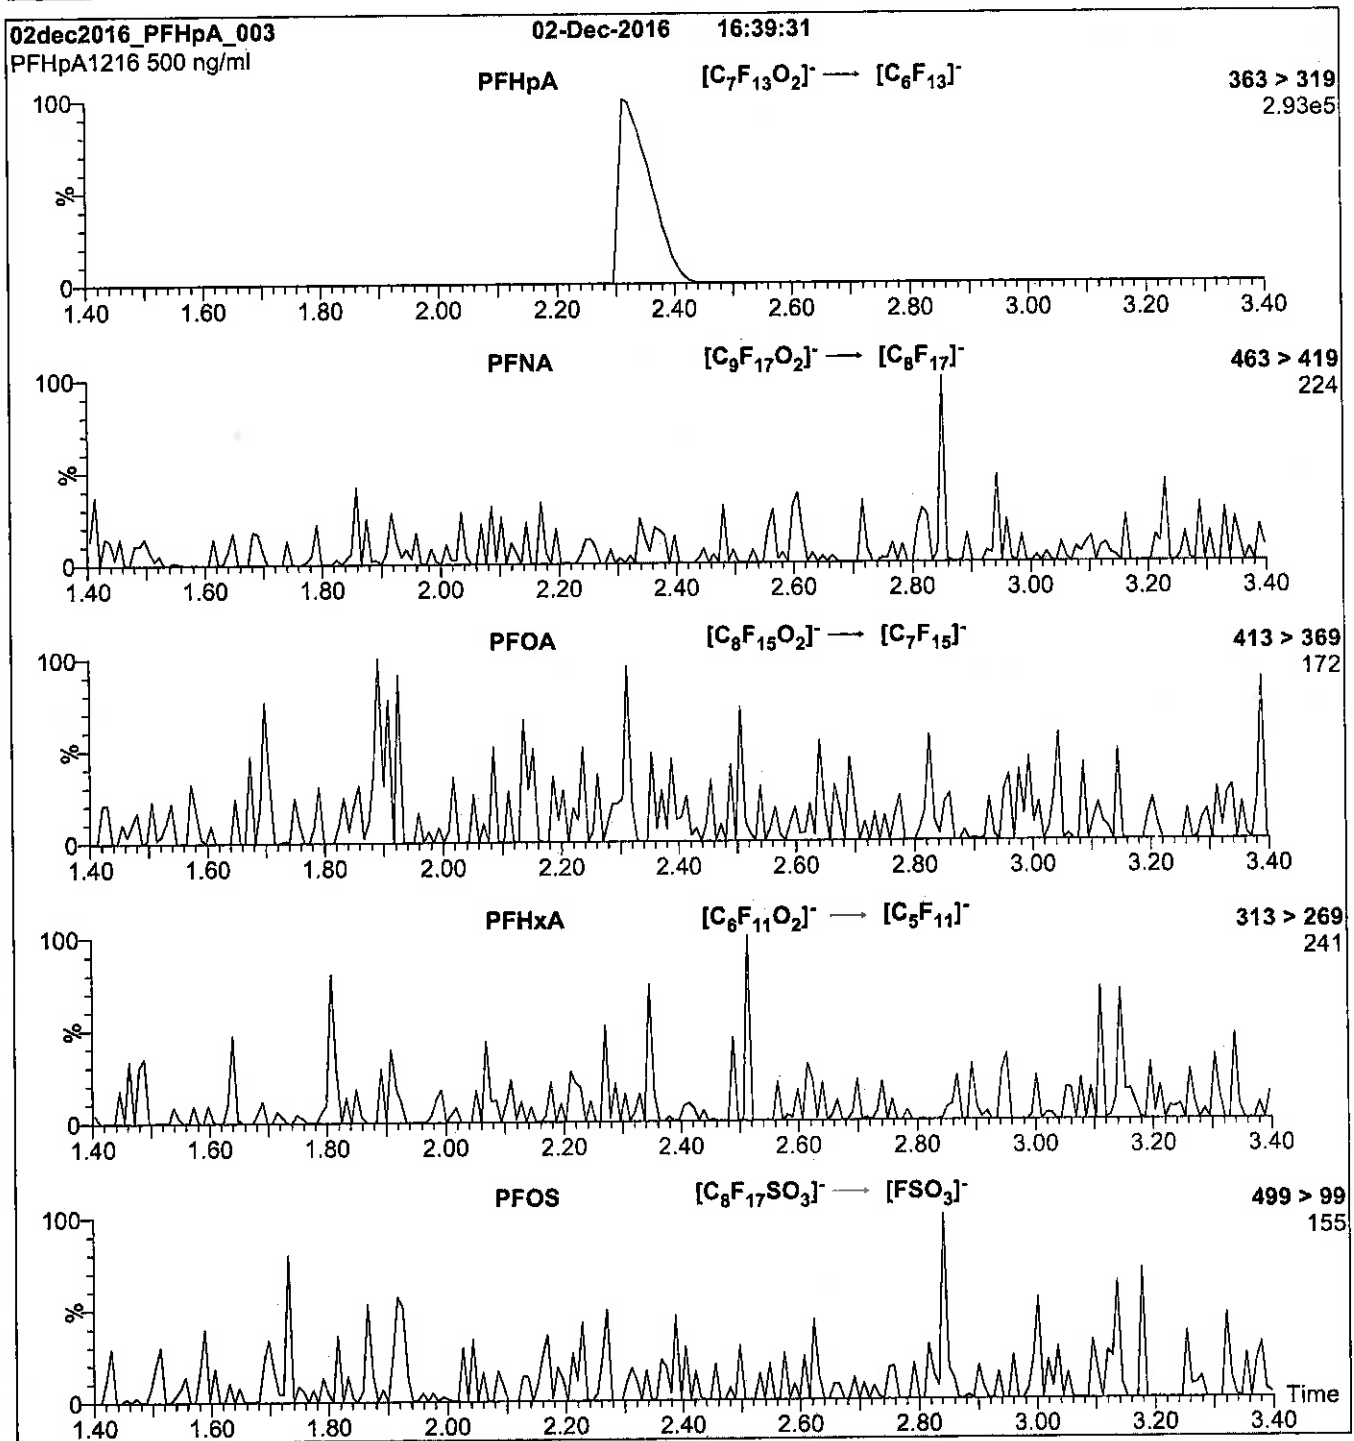 02dec2016_PFHpA_003 02-Dec-2016 16:39:31
PFHpA1216 500 ng/ml
PFHpA [C₇F₁₃O₂]⁻ → [C₆F₁₃]⁻ 363 > 319
2.93e5
100
%
0
1.40 1.60 1.80 2.00 2.20 2.40 2.60 2.80 3.00 3.20 3.40
PFNA [C₉F₁₇O₂]⁻ → [C₈F₁₇]⁻ 463 > 419
224
100
%
0
1.40 1.60 1.80 2.00 2.20 2.40 2.60 2.80 3.00 3.20 3.40
PFOA [C₈F₁₅O₂]⁻ → [C₇F₁₅]⁻ 413 > 369
172
100
%
0
1.40 1.60 1.80 2.00 2.20 2.40 2.60 2.80 3.00 3.20 3.40
PFHxA [C₆F₁₁O₂]⁻ → [C₅F₁₁]⁻ 313 > 269
241
100
%
0
1.40 1.60 1.80 2.00 2.20 2.40 2.60 2.80 3.00 3.20 3.40
PFOS [C₈F₁₇SO₃]⁻ → [FSO₃]⁻ 499 > 99
155
100
%
0 Time
1.40 1.60 1.80 2.00 2.20 2.40 2.60 2.80 3.00 3.20 3.40